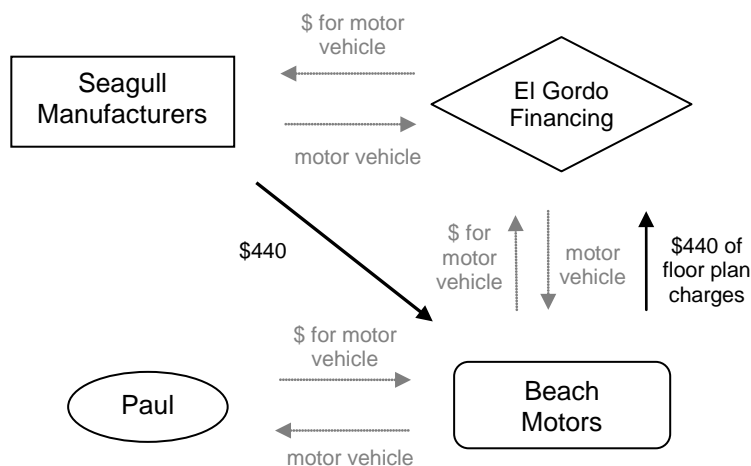 $ for motor
vehicle
Seagull
Manufacturers
El Gordo
Financing
motor vehicle
$440
$ for
motor
vehicle
motor
vehicle
$440 of
floor plan
charges
$ for motor
vehicle
Paul
Beach
Motors
motor vehicle